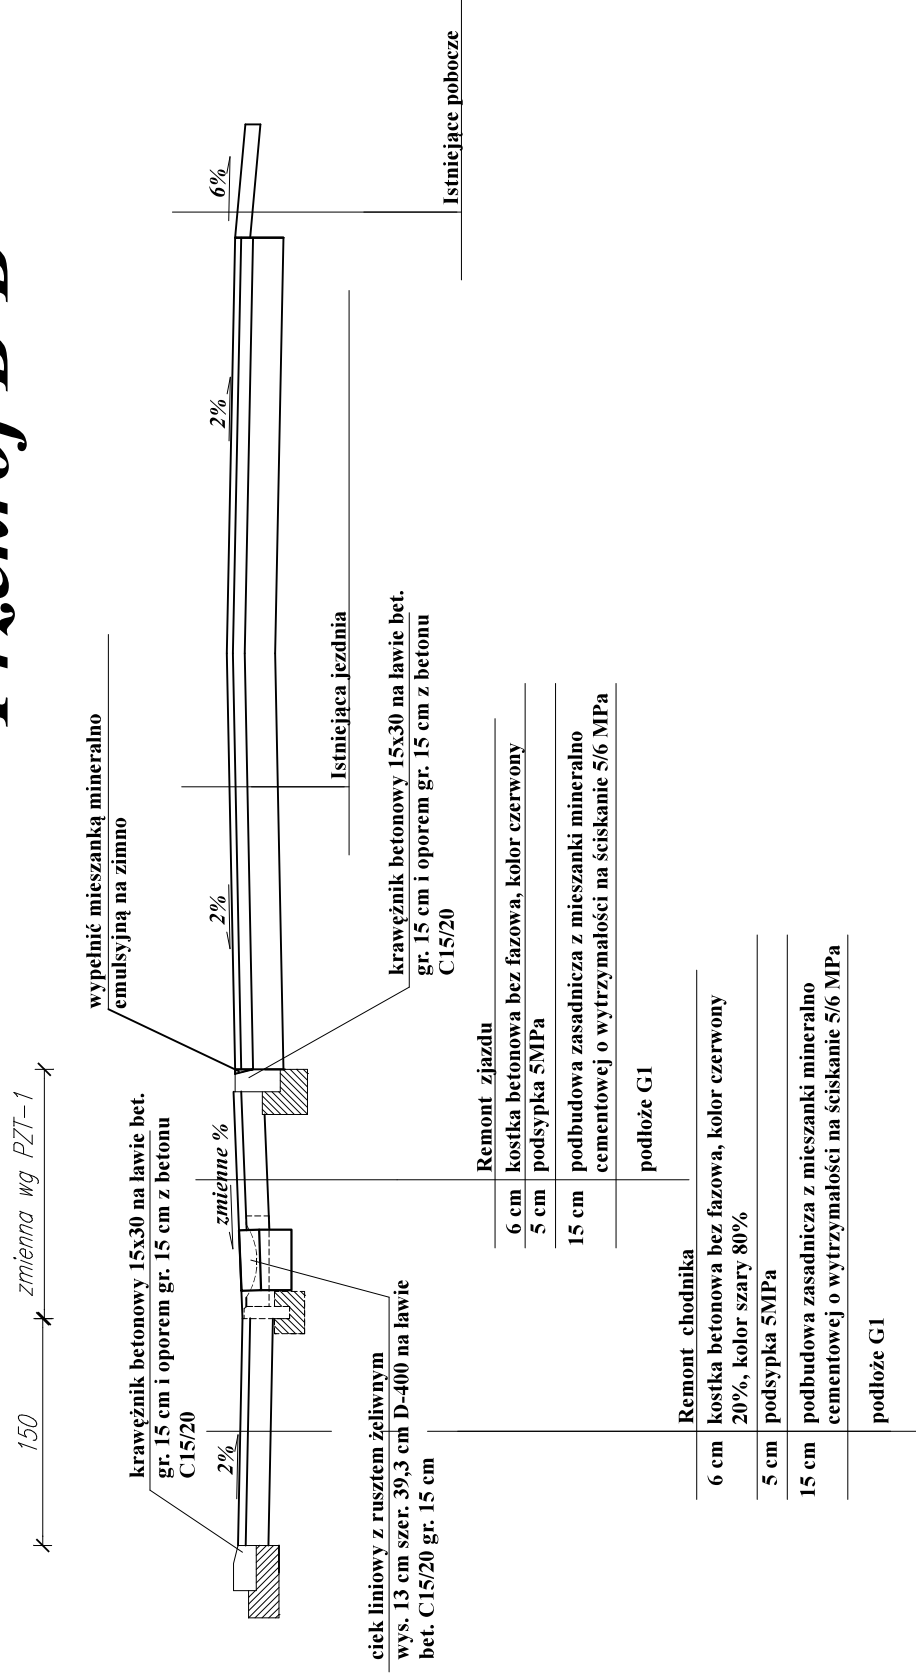 Przekrój
150
zmienna wg PZT-1
wypełnić mieszanką mineralno
emulsyjną na zimno
krawężnik betonowy 15x30 na ławie bet.
gr. 15 cm i oporem gr. 15 cm z betonu
C15/20
2%
zmienne %
2%
2%
6%
Istniejąca jezdnia
Istniejące pobocze
ciek liniowy z rusztem żeliwnym
wys. 13 cm szer. 39,3 cm D-400 na ławie
bet. C15/20 gr. 15 cm
krawężnik betonowy 15x30 na ławie bet.
gr. 15 cm i oporem gr. 15 cm z betonu
C15/20
Remont zjazdu
6 cm kostka betonowa bez fazowa, kolor czerwony
5 cm podsypka 5MPa
15 cm podbudowa zasadnicza z mieszanki mineralno
cementowej o wytrzymałości na ściskanie 5/6 MPa
podłoże G1
Remont chodnika
6 cm kostka betonowa bez fazowa, kolor czerwony
20%, kolor szary 80%
5 cm podsypka 5MPa
15 cm podbudowa zasadnicza z mieszanki mineralno
cementowej o wytrzymałości na ściskanie 5/6 MPa
podłoże G1